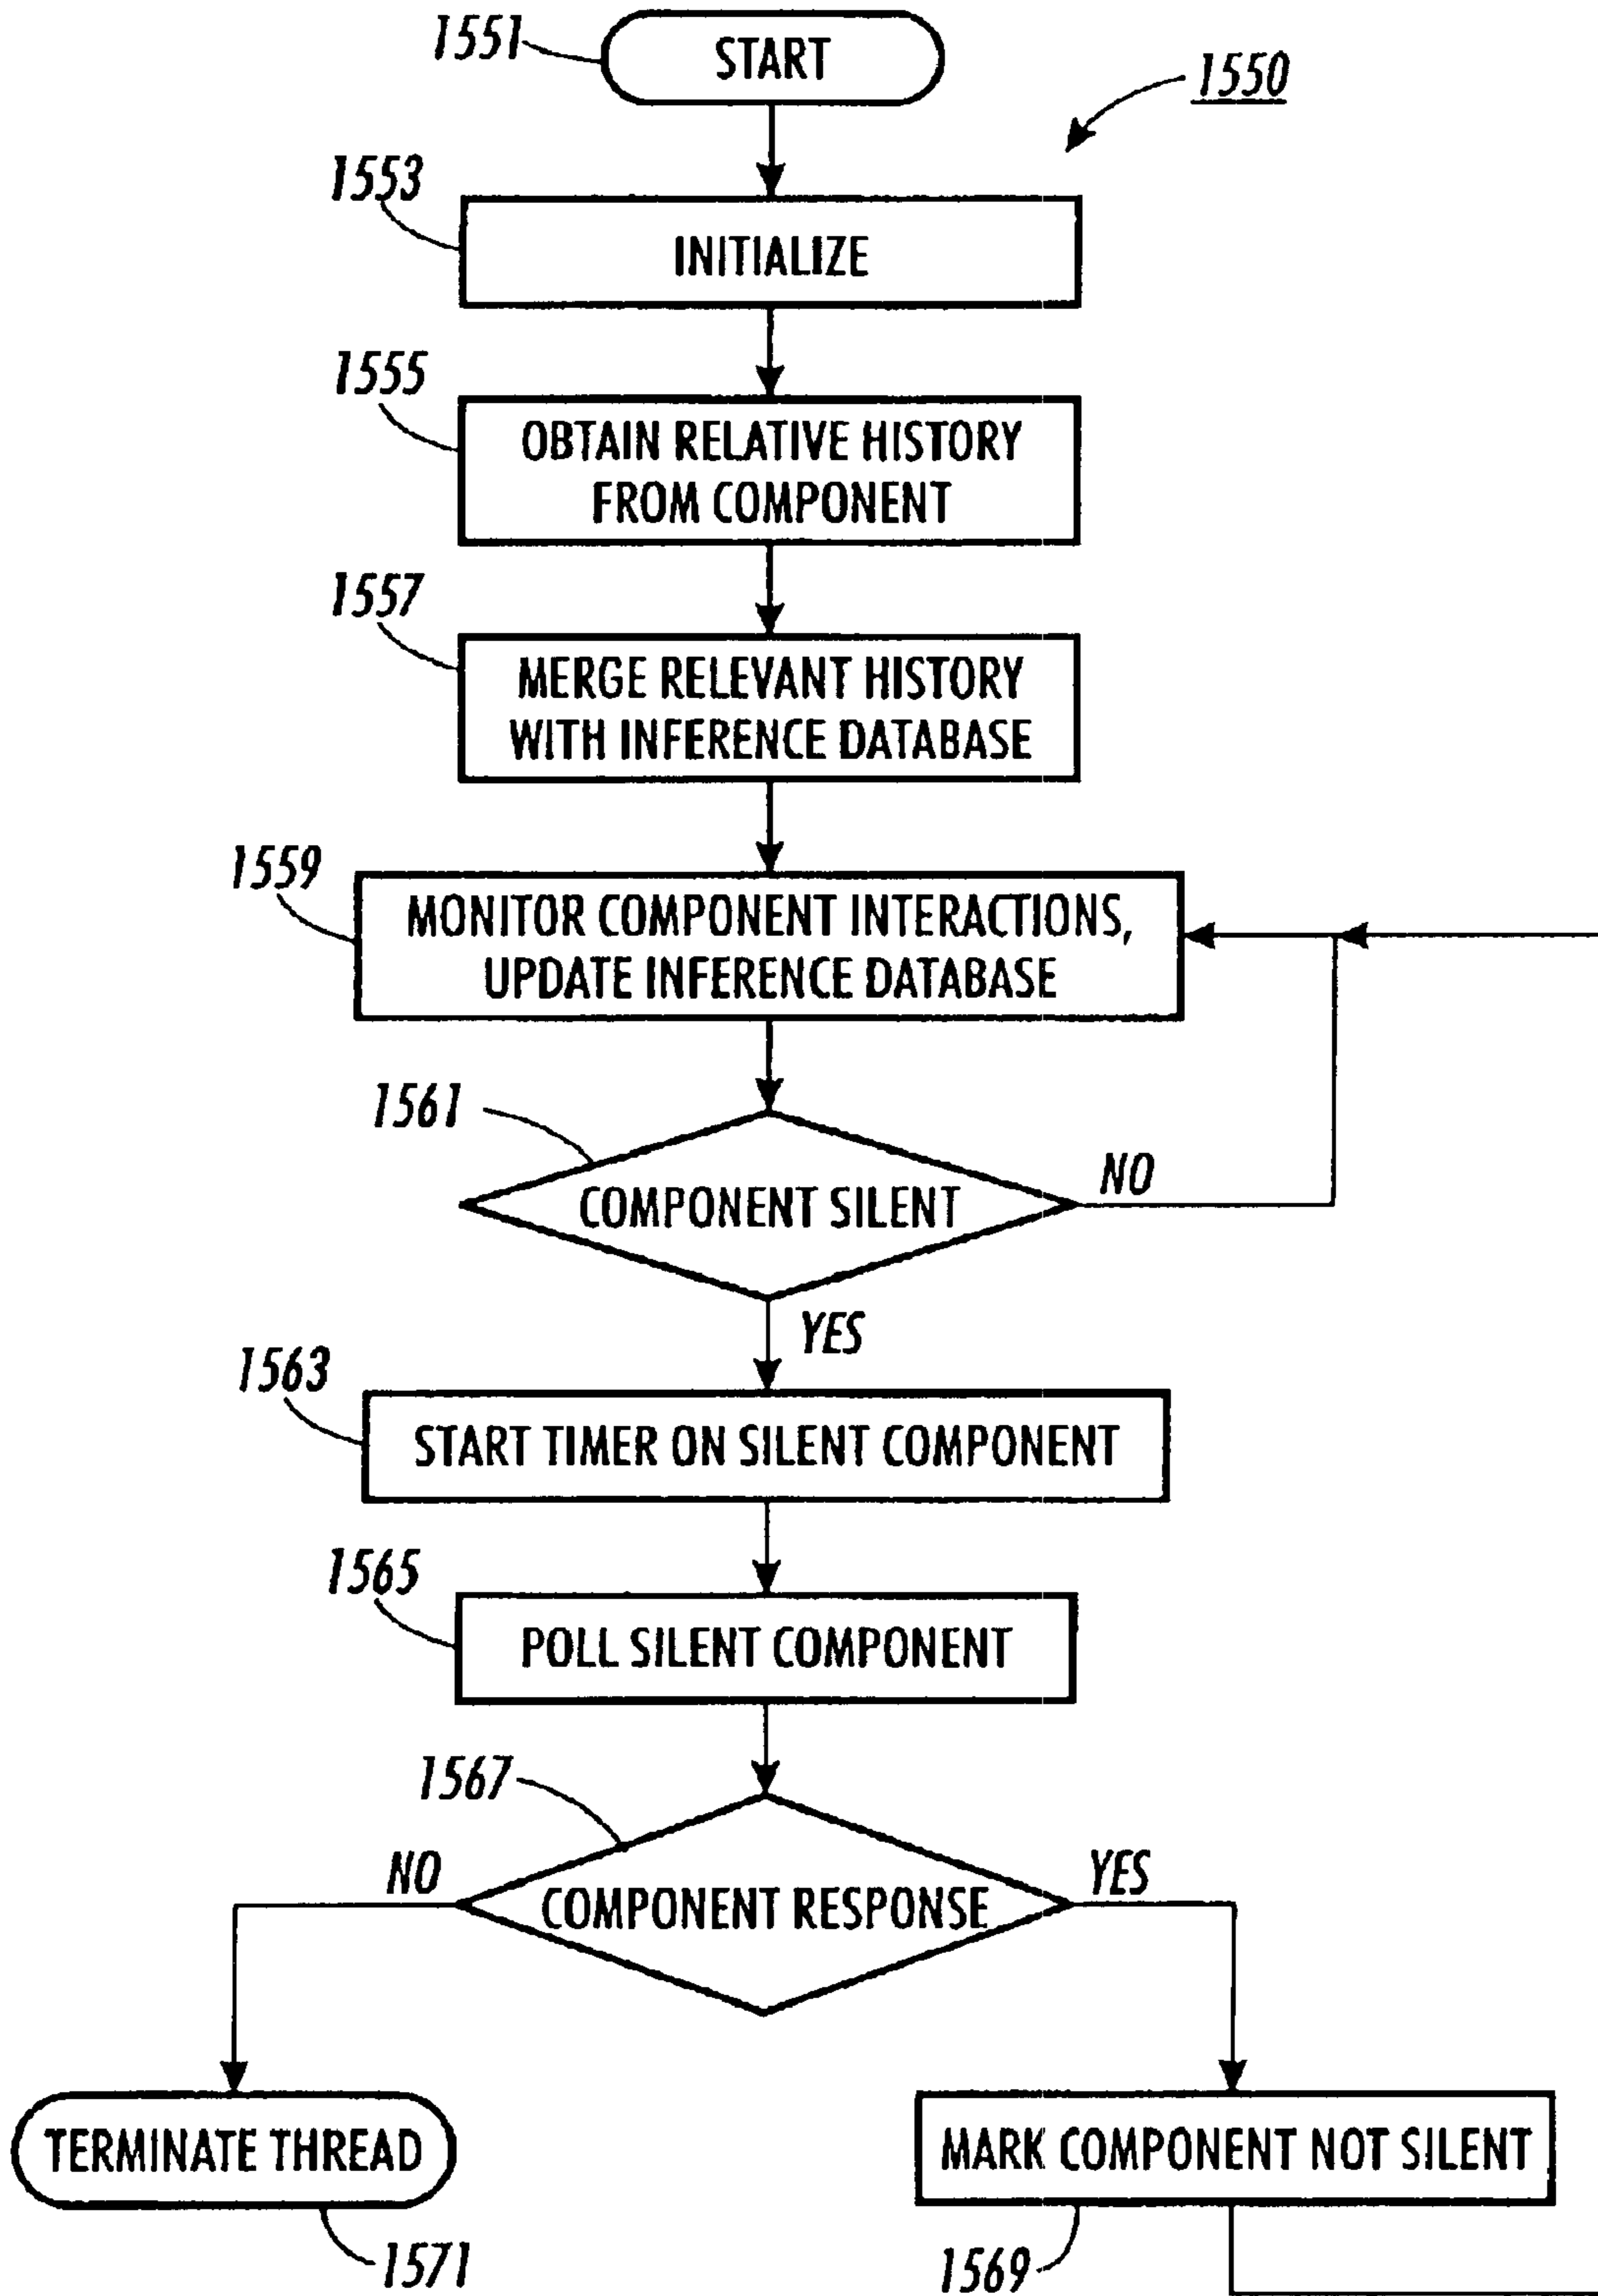 1551
START
1550
1553
INITIALIZE
1555
OBTAIN RELATIVE HISTORY
FROM COMPONENT
1557
MERGE RELEVANT HISTORY
WITH INFERENCE DATABASE
1559
MONITOR COMPONENT INTERACTIONS,
UPDATE INFERENCE DATABASE
1561
COMPONENT SILENT
NO
YES
1563
START TIMER ON SILENT COMPONENT
1565
POLL SILENT COMPONENT
1567
NO
COMPONENT RESPONSE
YES
TERMINATE THREAD
MARK COMPONENT NOT SILENT
1571
1569